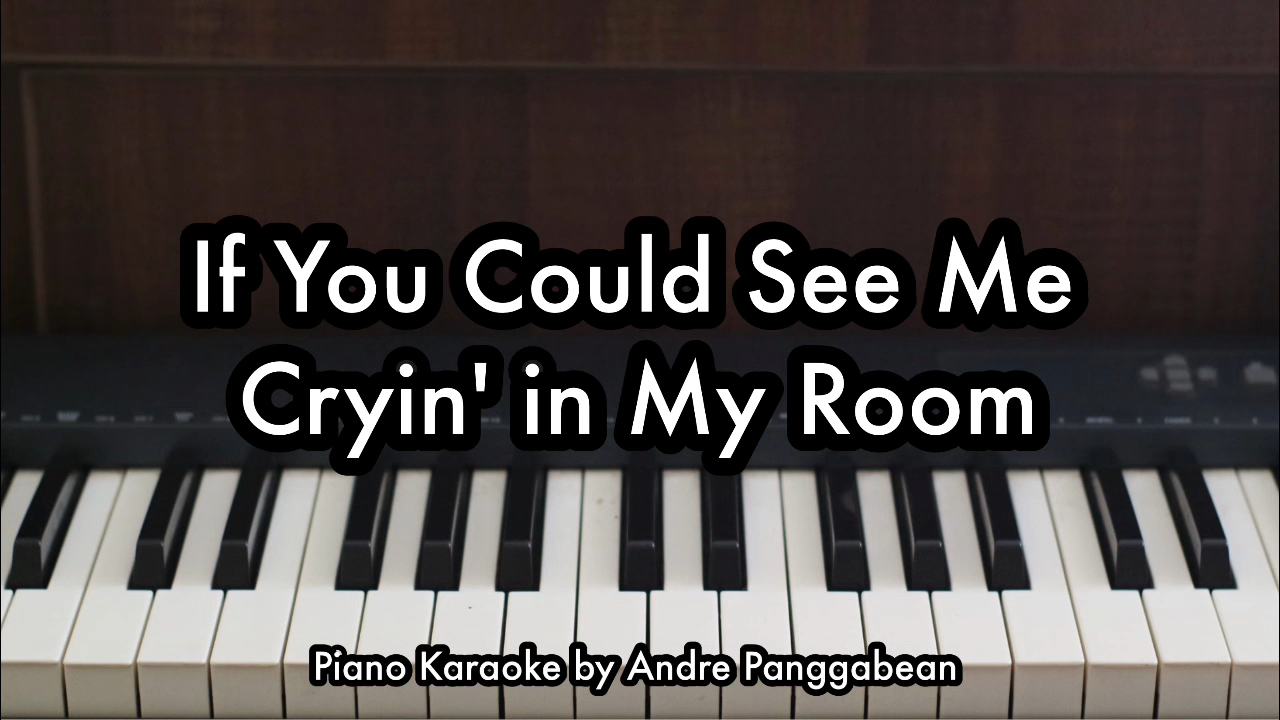 If You Could See Me
Cryin' in My Room
Piano Karaoke by Andre Panggabean